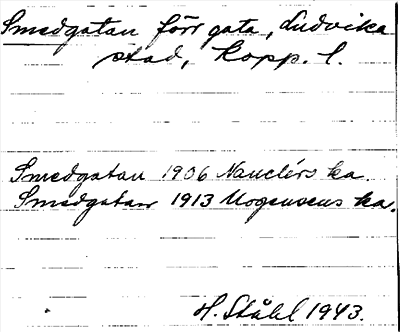 Smedgatan förr gata, Ludvika
stad, Kopp. l.
Smedgatan 1906 Nauclérs ka.
Smedgatan 1913 Mogensens ka.
H. Ståhl 1943.